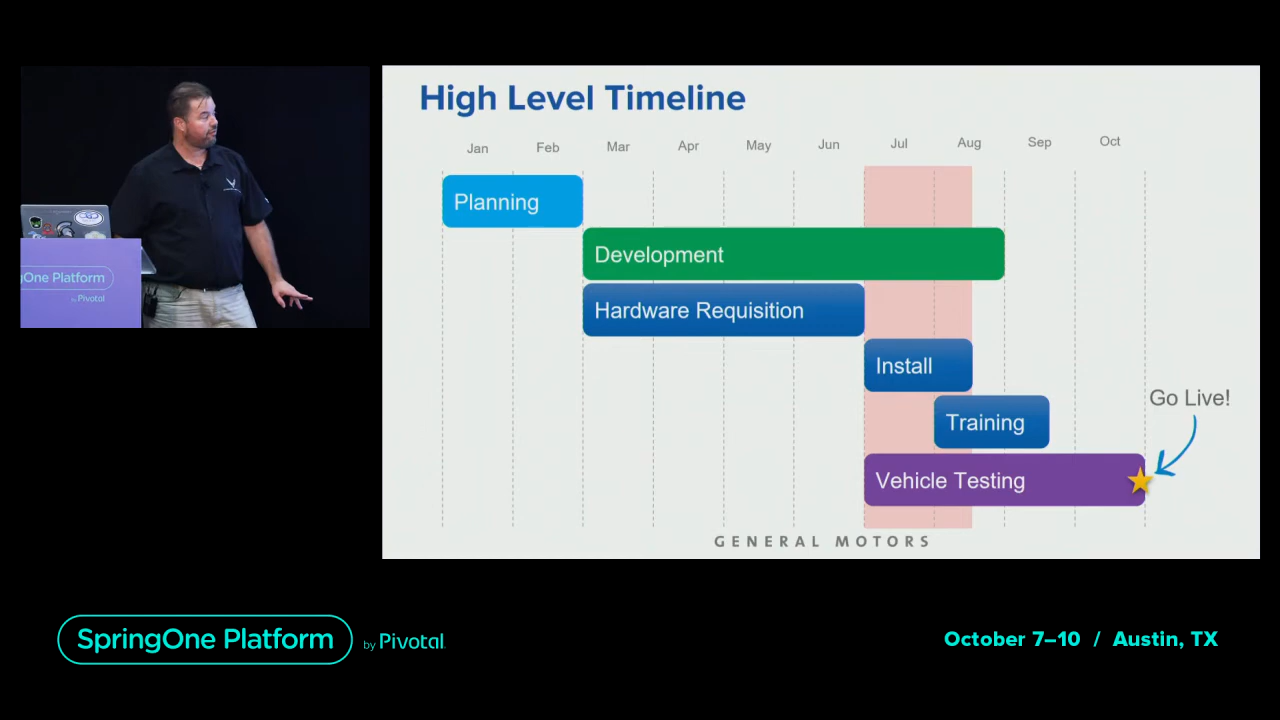 High Level Timeline
Jan Feb Mar Apr May Jun Jul Aug Sep Oct
Planning
Development
Hardware Requisition
Install
Training
Go Live!
Vehicle Testing
GENERAL MOTORS
gOne Platform
by Pivotal
SpringOne Platform by Pivotal
October 7–10 / Austin, TX